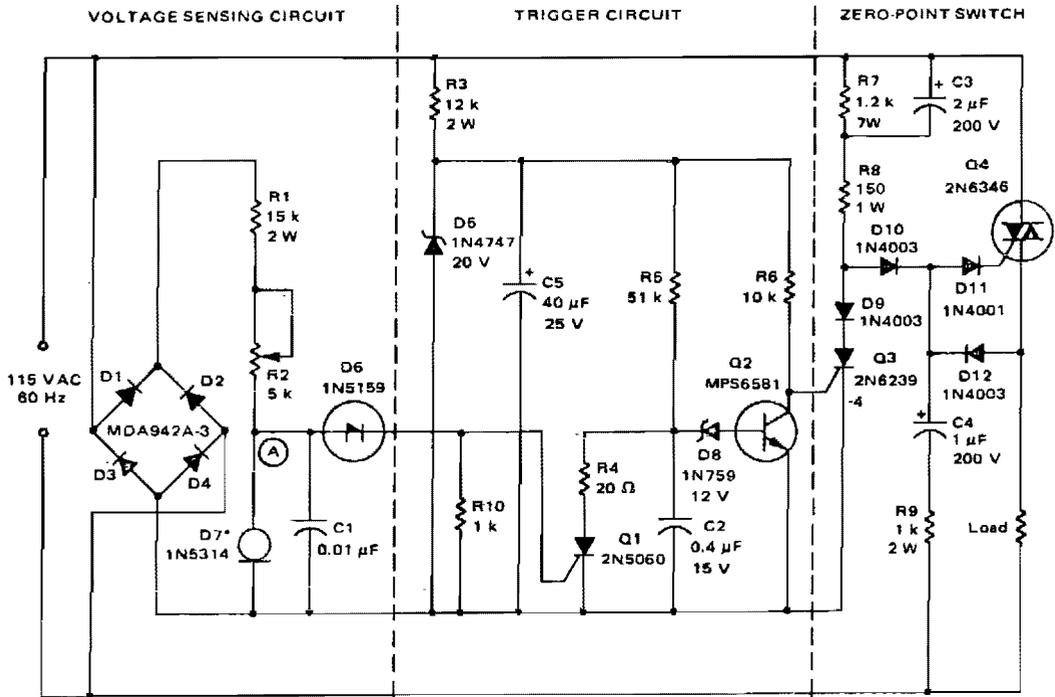 VOLTAGE SENSING CIRCUIT
TRIGGER CIRCUIT
ZERO-POINT SWITCH
R3
12 k
2 W
R7
1.2 k
7W
C3
+
2 µF
200 V
R1
15 k
2 W
R8
150
1 W
Q4
2N6346
D5
1N4747
20 V
D10
1N4003
D11
1N4001
+
C5
40 µF
25 V
R5
51 k
R6
10 k
D9
1N4003
115 VAC
60 Hz
D1
D2
R2
5 k
D6
1N5159
Q2
MPS6581
Q3
2N6239
-4
D12
1N4003
MDA942A-3
A
D3
D4
R4
20 Ω
D8
1N759
12 V
+
C4
1 µF
200 V
D7*
1N5314
C1
0.01 µF
R10
1 k
Q1
2N5060
C2
0.4 µF
15 V
R9
1 k
2 W
Load